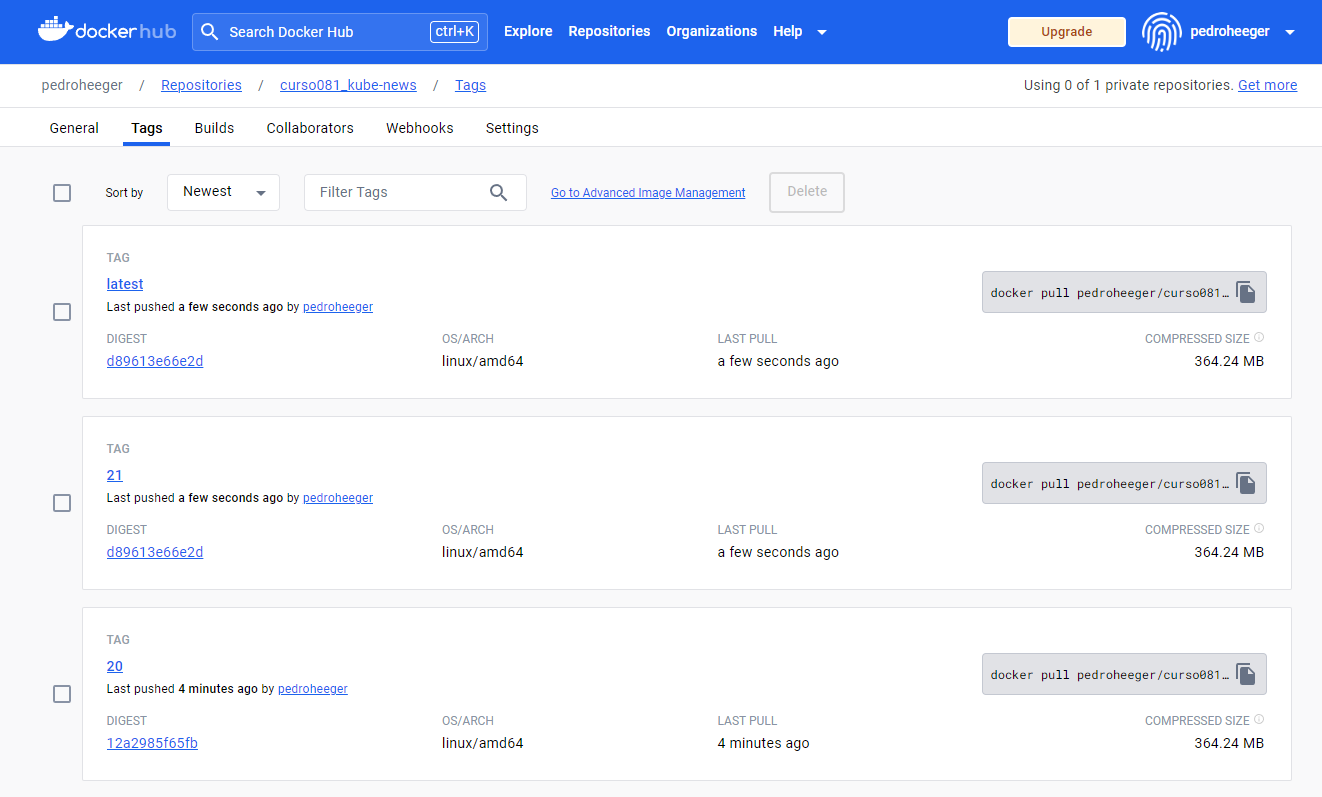 dockerhub Search Docker Hub ctrl+K Explore Repositories Organizations Help Upgrade pedroheeger
pedroheeger / Repositories / curso081_kube-news / Tags Using 0 of 1 private repositories. Get more
General Tags Builds Collaborators Webhooks Settings
Sort by Newest Filter Tags Go to Advanced Image Management Delete
TAG
latest
Last pushed a few seconds ago by pedroheeger
docker pull pedroheeger/curso081…
DIGEST OS/ARCH LAST PULL COMPRESSED SIZE
d89613e66e2d linux/amd64 a few seconds ago 364.24 MB
TAG
21
Last pushed a few seconds ago by pedroheeger
docker pull pedroheeger/curso081…
DIGEST OS/ARCH LAST PULL COMPRESSED SIZE
d89613e66e2d linux/amd64 a few seconds ago 364.24 MB
TAG
20
Last pushed 4 minutes ago by pedroheeger
docker pull pedroheeger/curso081…
DIGEST OS/ARCH LAST PULL COMPRESSED SIZE
12a2985f65fb linux/amd64 4 minutes ago 364.24 MB